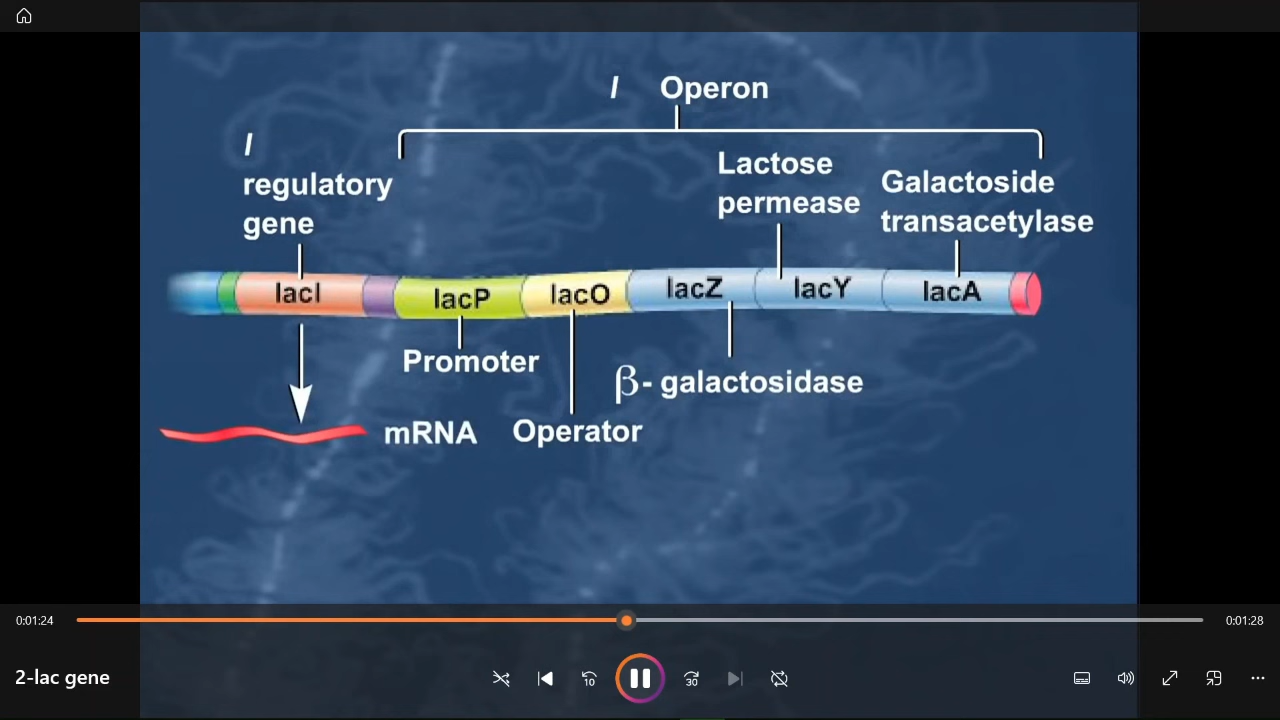 I Operon
I
regulatory
gene
Lactose
permease
Galactoside
transacetylase
lacI
lacP
lacO
lacZ
lacY
lacA
Promoter
β- galactosidase
mRNA
Operator
0:01:24
0:01:28
2-lac gene
10
30